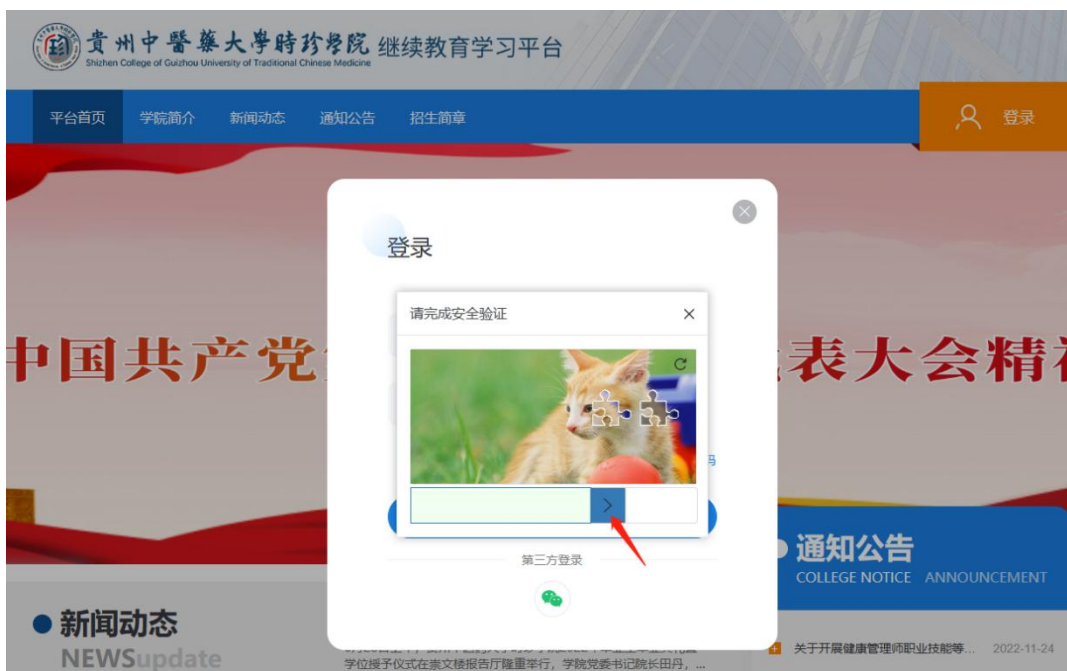 貴州中醫藥大學時珍學院 继续教育学习平台
Shizhen College of Guizhou University of Traditional Chinese Medicine
平台首页 学院简介 新闻动态 通知公告 招生简章
登录
登录
请完成安全验证
中国共产党
表大会精
码
第三方登录
通知公告
COLLEGE NOTICE ANNOUNCEMENT
新闻动态
NEWSupdate
关于开展健康管理师职业技能等... 2022-11-24
学位授予仪式在崇文楼报告厅隆重举行，学院党委书记院长田丹，...